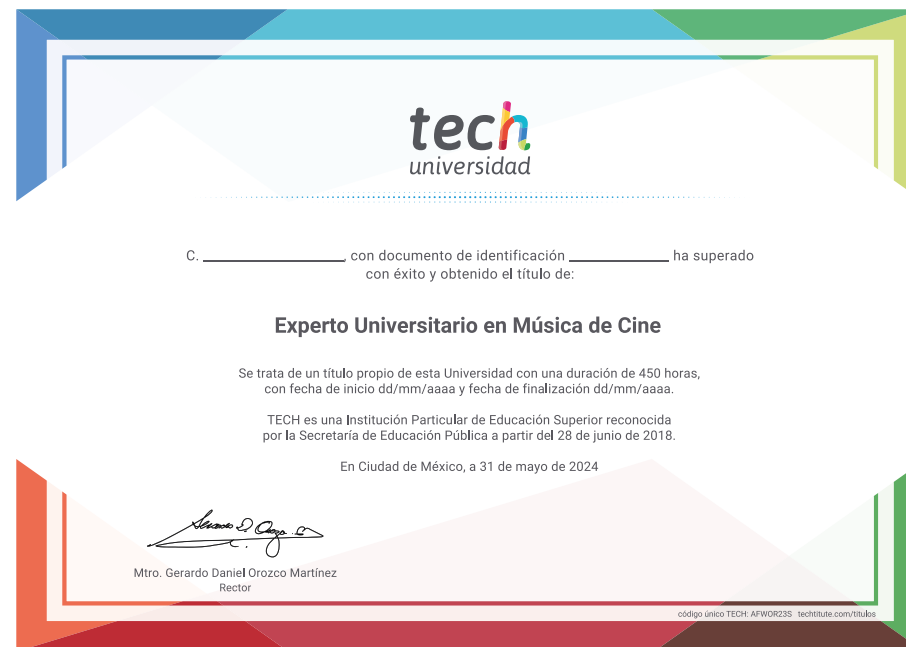 tech
universidad
C. ____________, con documento de identificación ____________ ha superado
con éxito y obtenido el título de:
Experto Universitario en Música de Cine
Se trata de un título propio de esta Universidad con una duración de 450 horas,
con fecha de inicio dd/mm/aaaa y fecha de finalización dd/mm/aaaa.
TECH es una Institución Particular de Educación Superior reconocida
por la Secretaría de Educación Pública a partir del 28 de junio de 2018.
En Ciudad de México, a 31 de mayo de 2024
Mtro. Gerardo Daniel Orozco Martínez
Rector
código único TECH: AFWOR23S techtitute.com/titulos